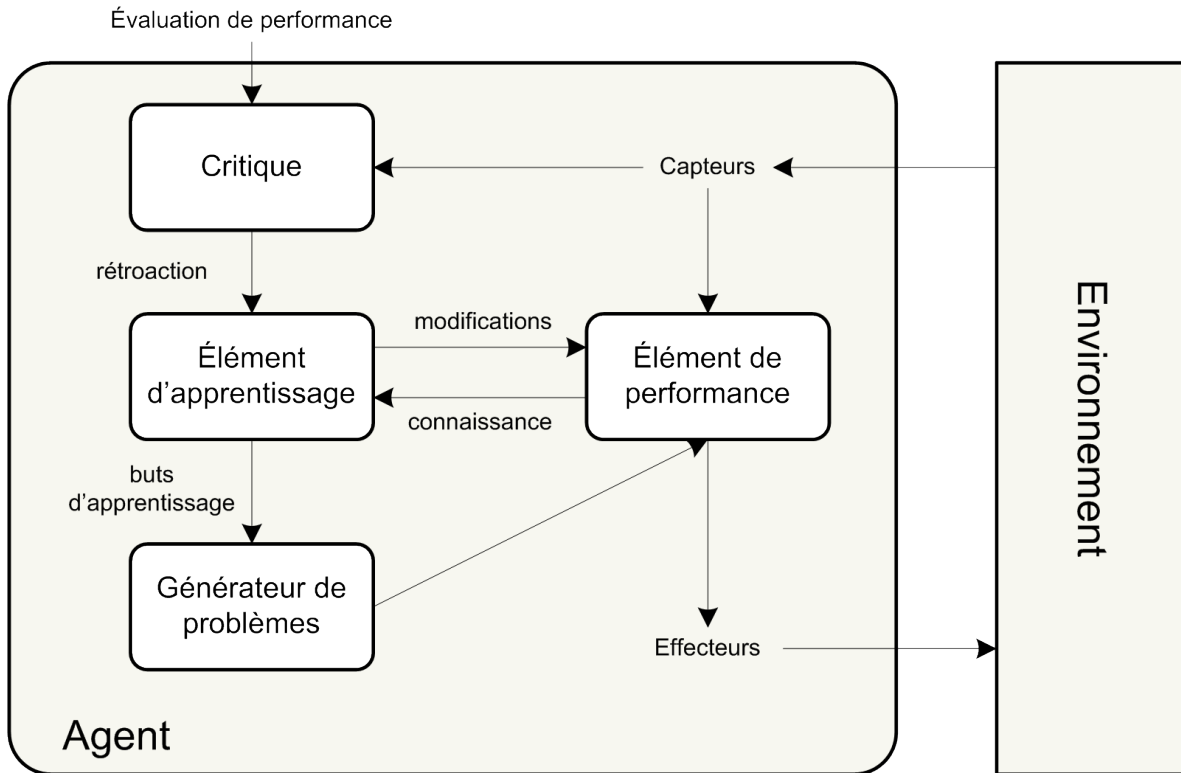 Évaluation de performance
Critique
Capteurs
rétroaction
modifications
Élément
d'apprentissage
Élément de
performance
connaissance
buts
d'apprentissage
Générateur de
problèmes
Effecteurs
Agent
Environnement